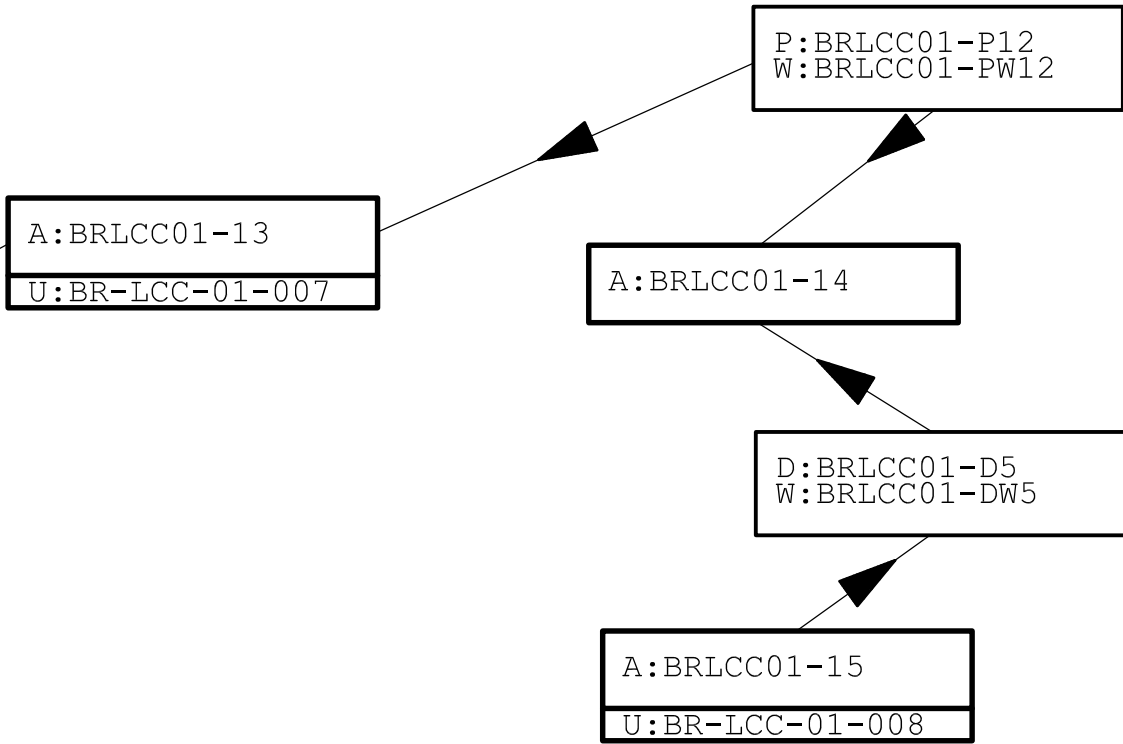 P:BRLCC01-P12
W:BRLCC01-PW12
A:BRLCC01-13
U:BR-LCC-01-007
A:BRLCC01-14
D:BRLCC01-D5
W:BRLCC01-DW5
A:BRLCC01-15
U:BR-LCC-01-008